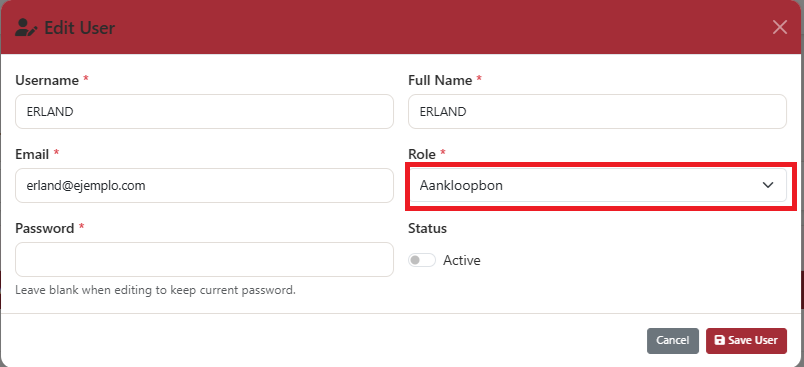 Edit User
Username *
Full Name *
ERLAND
ERLAND
Email *
Role *
erland@ejemplo.com
Aankloopbon
Password *
Status
Active
Leave blank when editing to keep current password.
Cancel
Save User